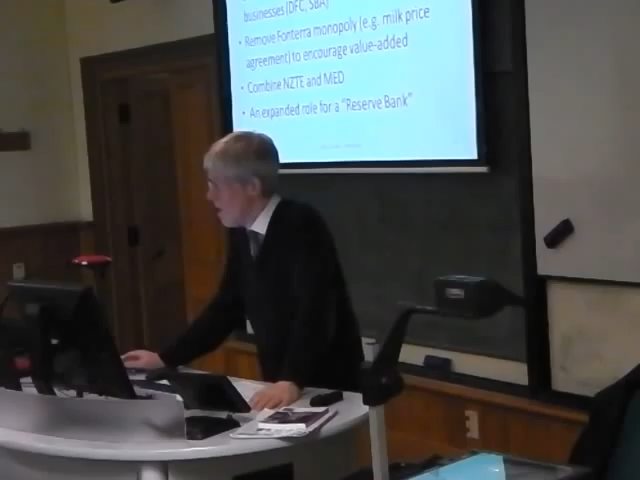 businesses (DFC, SBA)
• Remove Fonterra monopoly (e.g. milk price
agreement) to encourage value-added
• Combine NZTE and MED
• An expanded role for a "Reserve Bank"